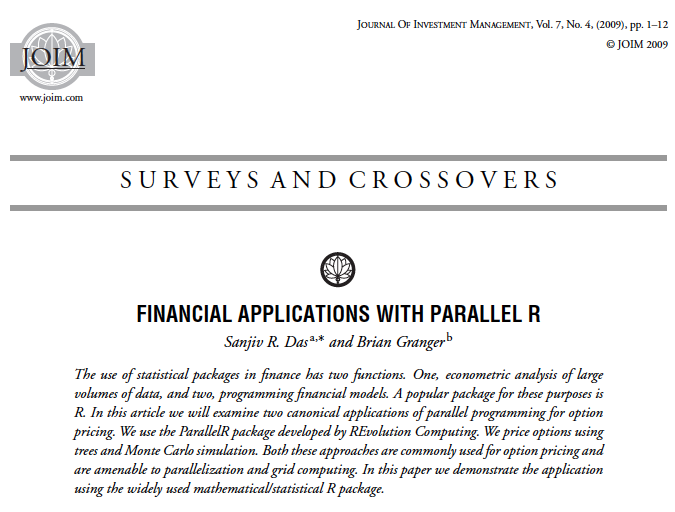 JOURNAL OF INVESTMENT MANAGEMENT, Vol. 7, No. 4, (2009), pp. 1–12
© JOIM 2009
JOIM
www.joim.com
SURVEYS AND CROSSOVERS
FINANCIAL APPLICATIONS WITH PARALLEL R
Sanjiv R. Das a,* and Brian Granger b
The use of statistical packages in finance has two functions. One, econometric analysis of large
volumes of data, and two, programming financial models. A popular package for these purposes is
R. In this article we will examine two canonical applications of parallel programming for option
pricing. We use the ParallelR package developed by REvolution Computing. We price options using
trees and Monte Carlo simulation. Both these approaches are commonly used for option pricing and
are amenable to parallelization and grid computing. In this paper we demonstrate the application
using the widely used mathematical/statistical R package.